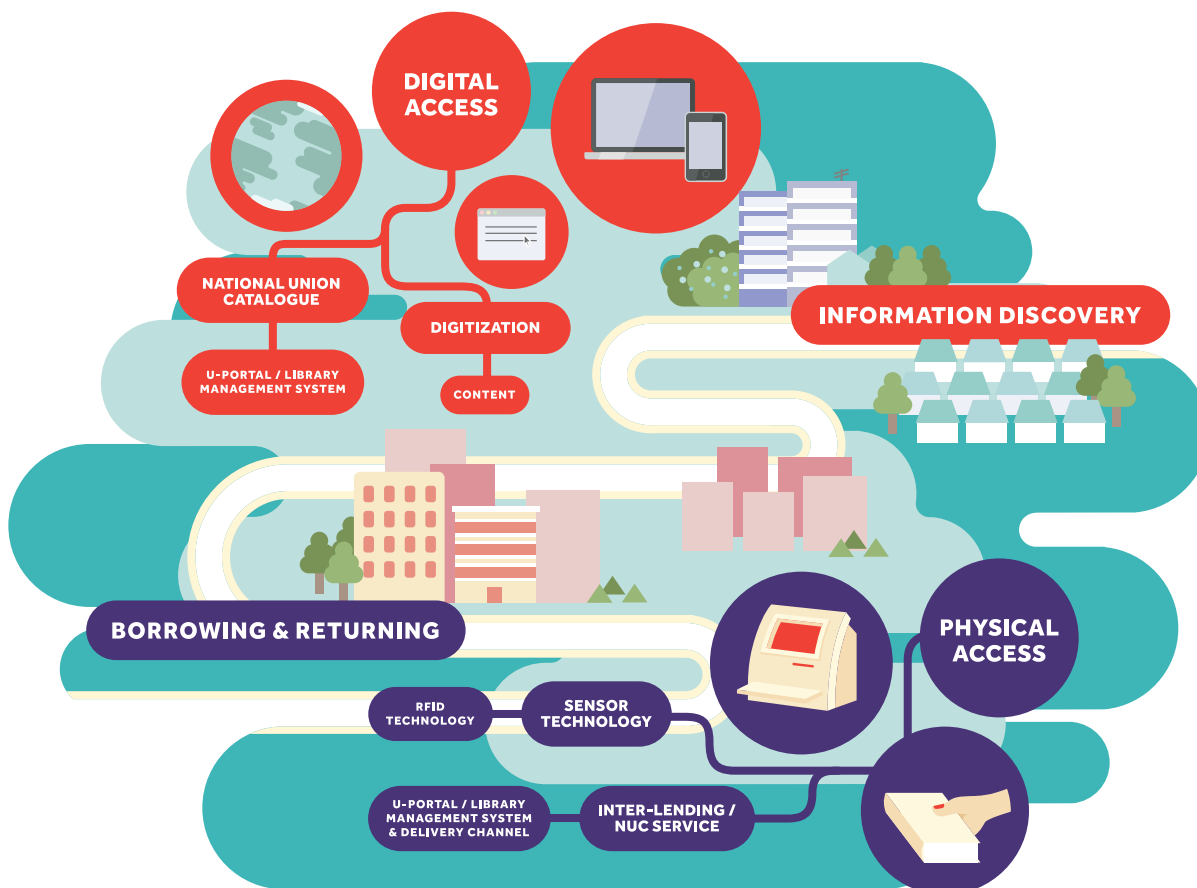 DIGITAL
ACCESS
NATIONAL UNION
CATALOGUE
DIGITIZATION
U-PORTAL / LIBRARY
MANAGEMENT SYSTEM
CONTENT
INFORMATION DISCOVERY
BORROWING & RETURNING
PHYSICAL
ACCESS
RFID
TECHNOLOGY
SENSOR
TECHNOLOGY
U-PORTAL / LIBRARY
MANAGEMENT SYSTEM
& DELIVERY CHANNEL
INTER-LENDING /
NUC SERVICE